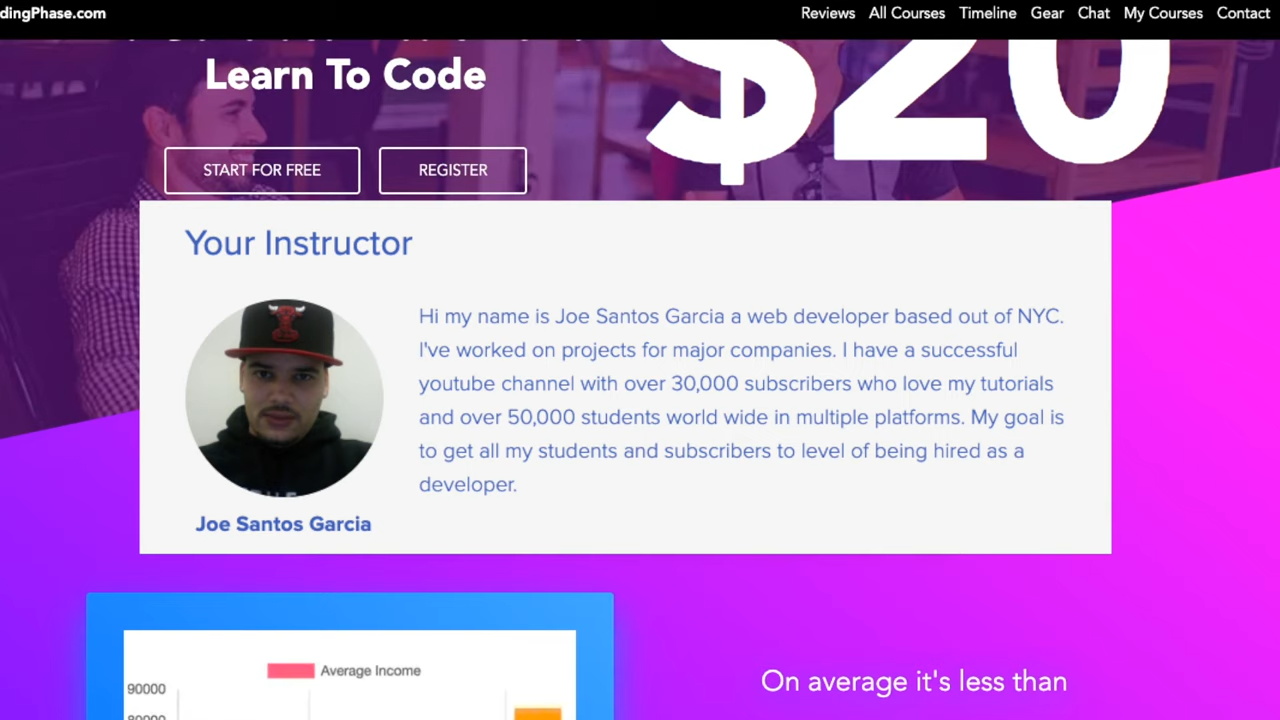 dingPhase.com
Reviews All Courses Timeline Gear Chat My Courses Contact
$20
Learn To Code
START FOR FREE REGISTER
Your Instructor
Hi my name is Joe Santos Garcia a web developer based out of NYC.
I've worked on projects for major companies. I have a successful
youtube channel with over 30,000 subscribers who love my tutorials
and over 50,000 students world wide in multiple platforms. My goal is
to get all my students and subscribers to level of being hired as a
developer.
Joe Santos Garcia
Average Income
90000
On average it's less than